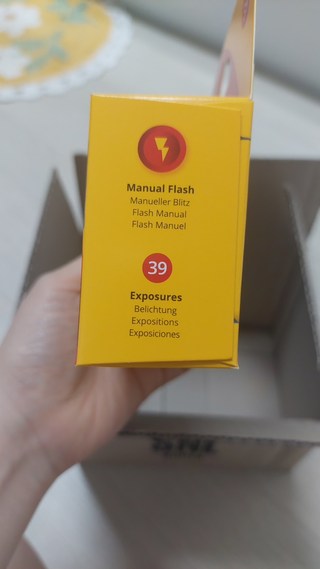 Manual Flash
Manueller Blitz
Flash Manual
Flash Manuel
39
Exposures
Belichtung
Expositions
Exposiciones